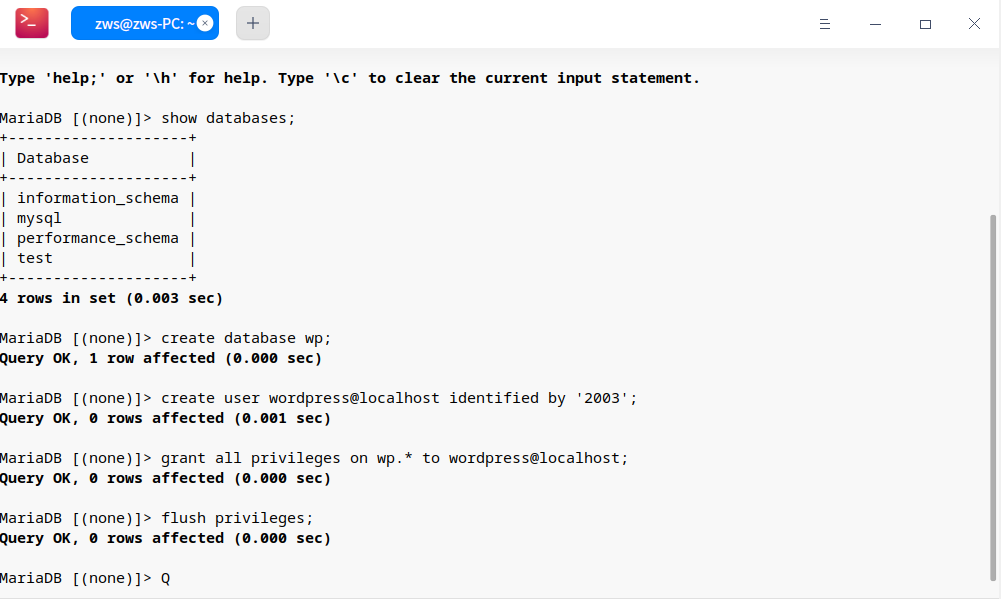 >_
zws@zws-PC: ~
Type 'help;' or '\h' for help. Type '\c' to clear the current input statement.
MariaDB [(none)]> show databases;
+--------------------+
| Database           |
+--------------------+
| information_schema |
| mysql              |
| performance_schema |
| test               |
+--------------------+
4 rows in set (0.003 sec)
MariaDB [(none)]> create database wp;
Query OK, 1 row affected (0.000 sec)
MariaDB [(none)]> create user wordpress@localhost identified by '2003';
Query OK, 0 rows affected (0.001 sec)
MariaDB [(none)]> grant all privileges on wp.* to wordpress@localhost;
Query OK, 0 rows affected (0.000 sec)
MariaDB [(none)]> flush privileges;
Query OK, 0 rows affected (0.000 sec)
MariaDB [(none)]> Q